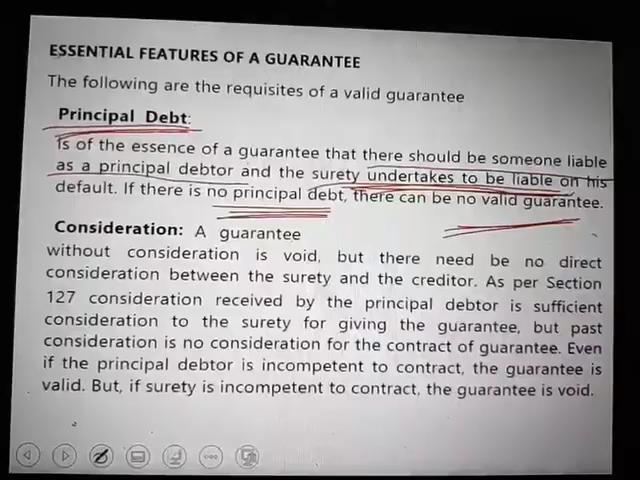 ESSENTIAL FEATURES OF A GUARANTEE
The following are the requisites of a valid guarantee
Principal Debt:
Is of the essence of a guarantee that there should be someone liable
as a principal debtor and the surety undertakes to be liable on his
default. If there is no principal debt, there can be no valid guarantee.
Consideration: A guarantee
without consideration is void, but there need be no direct
consideration between the surety and the creditor. As per Section
127 consideration received by the principal debtor is sufficient
consideration to the surety for giving the guarantee, but past
consideration is no consideration for the contract of guarantee. Even
if the principal debtor is incompetent to contract, the guarantee is
valid. But, if surety is incompetent to contract, the guarantee is void.